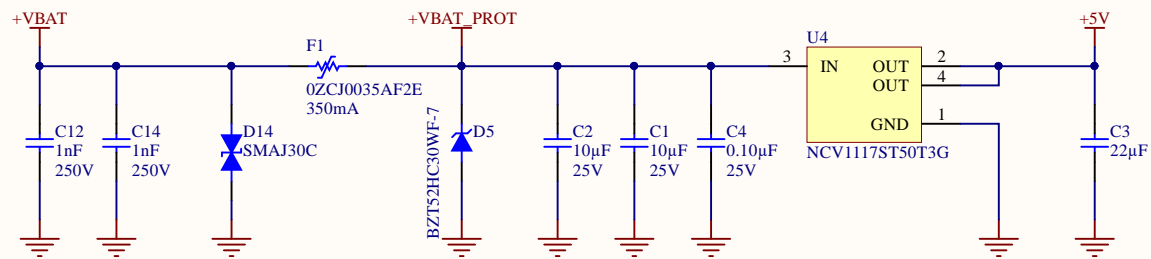 +VBAT
+VBAT_PROT
+5V
F1
0ZCJ0035AF2E
350mA
U4
3
IN
OUT
2
OUT
4
GND
1
NCV1117ST50T3G
C12
1nF
250V
C14
1nF
250V
D14
SMAJ30C
BZT52HC30WF-7
D5
C2
10µF
25V
C1
10µF
25V
C4
0.10µF
25V
C3
22µF